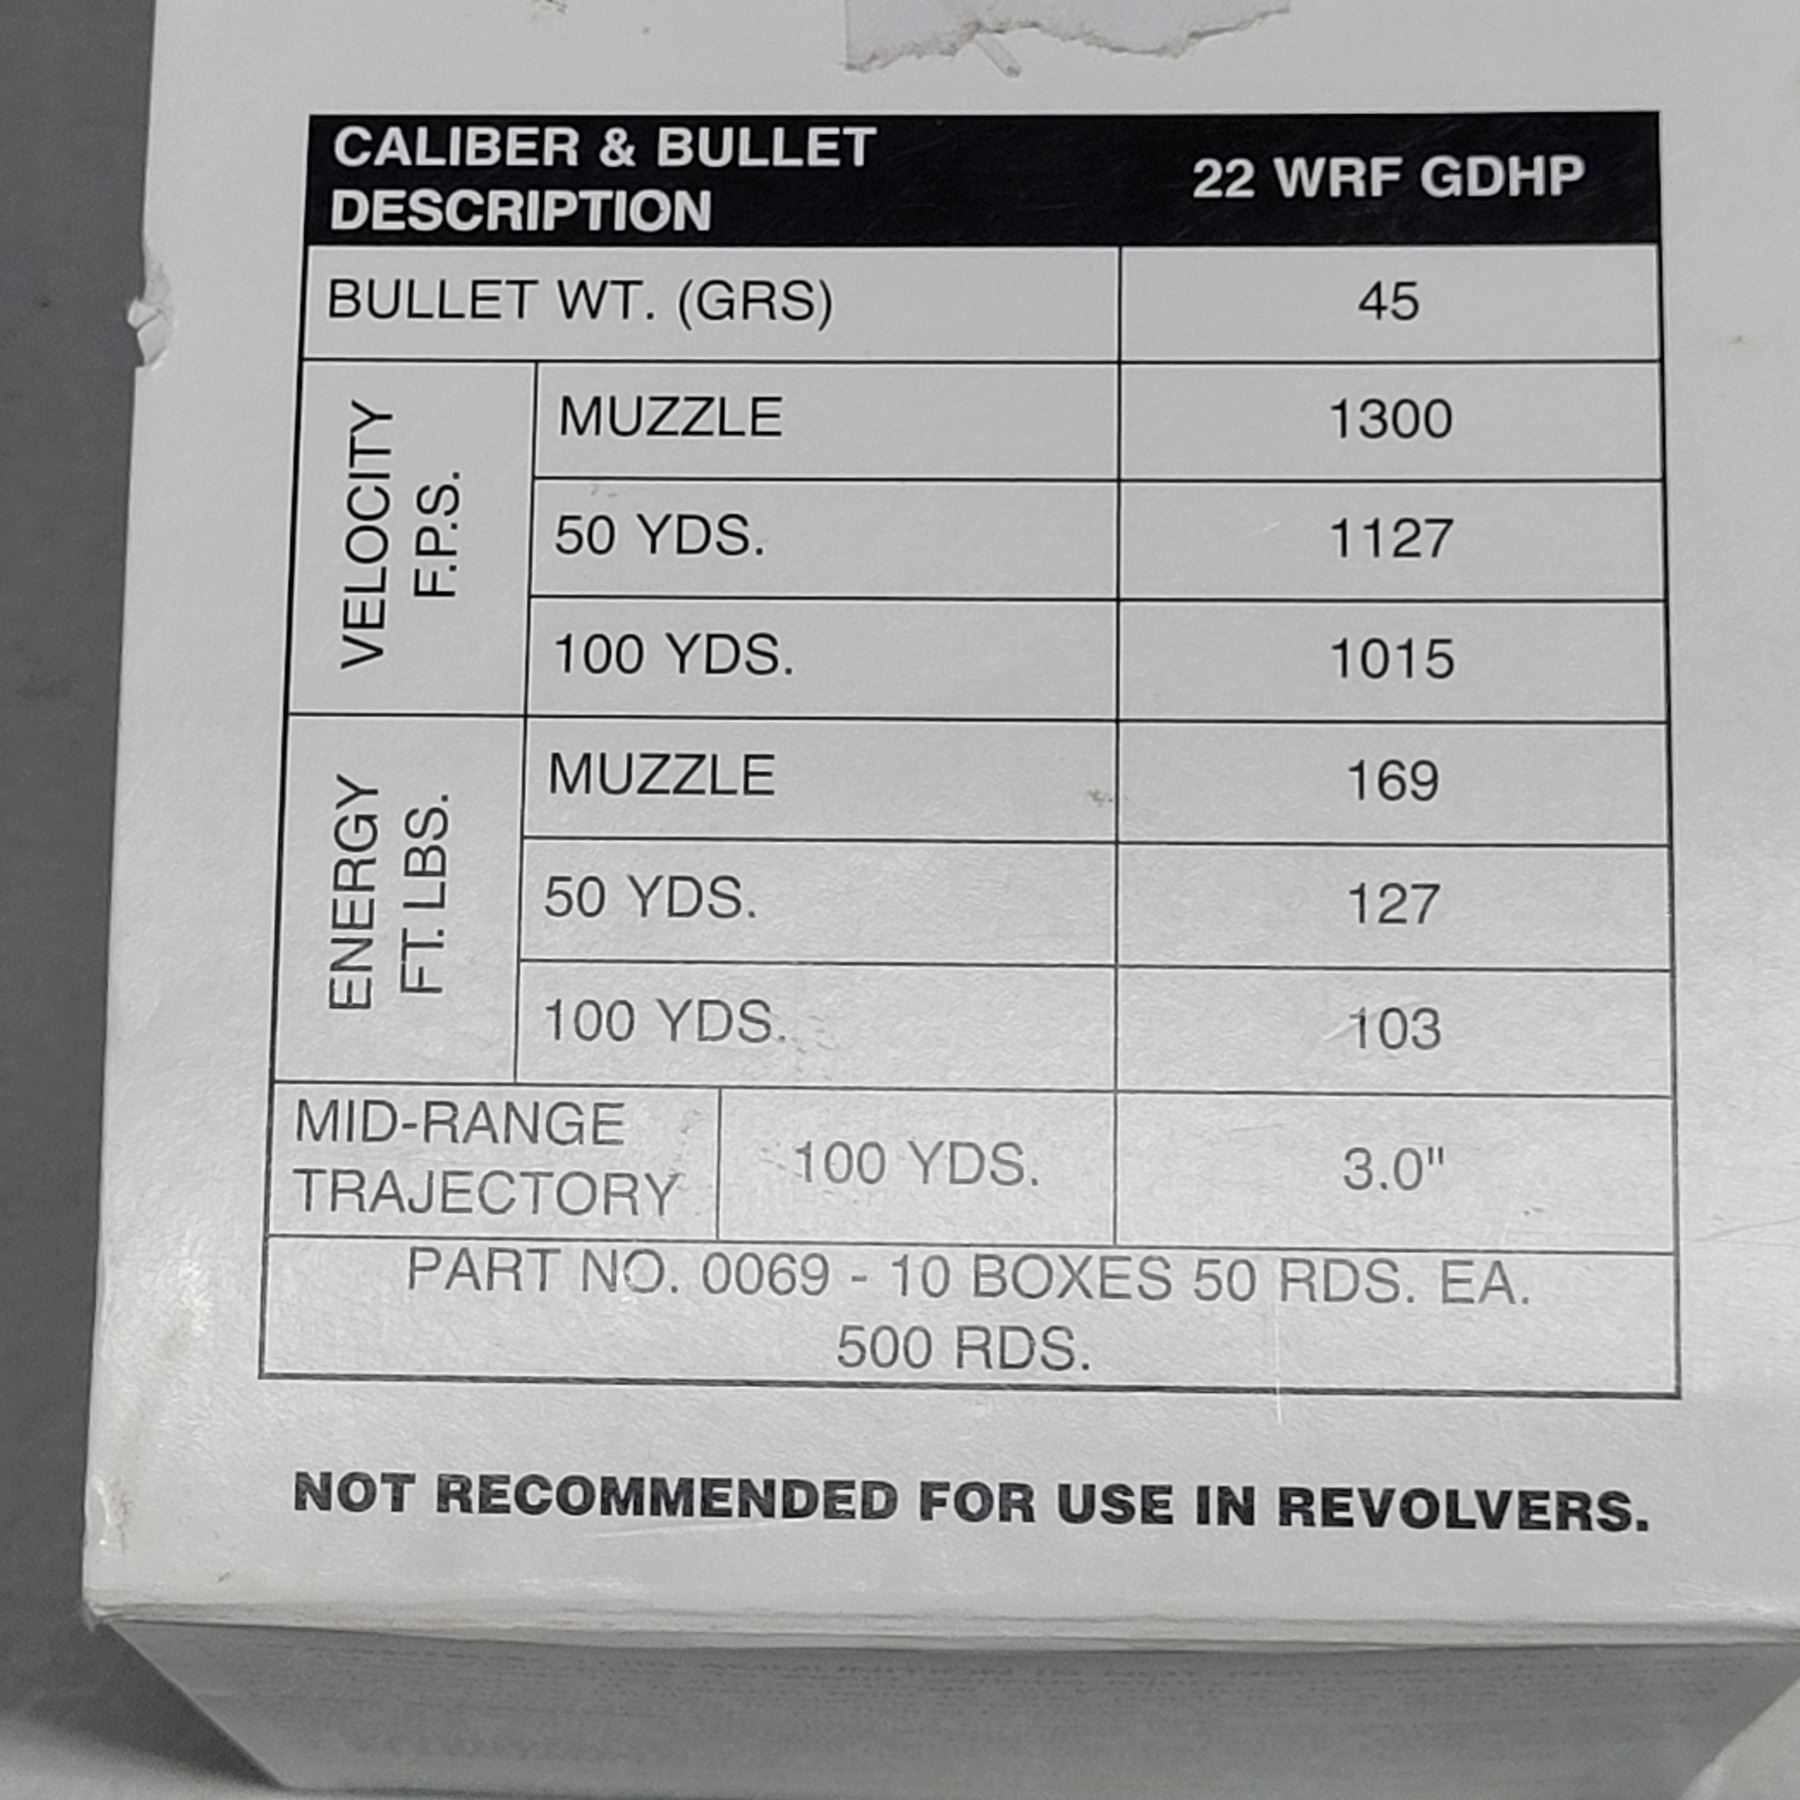 CALIBER & BULLET
DESCRIPTION
22 WRF GDHP
BULLET WT. (GRS)
45
VELOCITY
F.P.S.
MUZZLE
1300
50 YDS.
1127
100 YDS.
1015
ENERGY
FT. LBS.
MUZZLE
169
50 YDS.
127
100 YDS.
103
MID-RANGE
TRAJECTORY
100 YDS.
3.0"
PART NO. 0069 - 10 BOXES 50 RDS. EA.
500 RDS.
NOT RECOMMENDED FOR USE IN REVOLVERS.